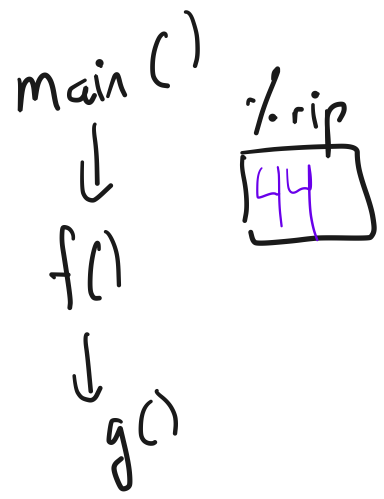 main ()
%rip
44
f()
g()